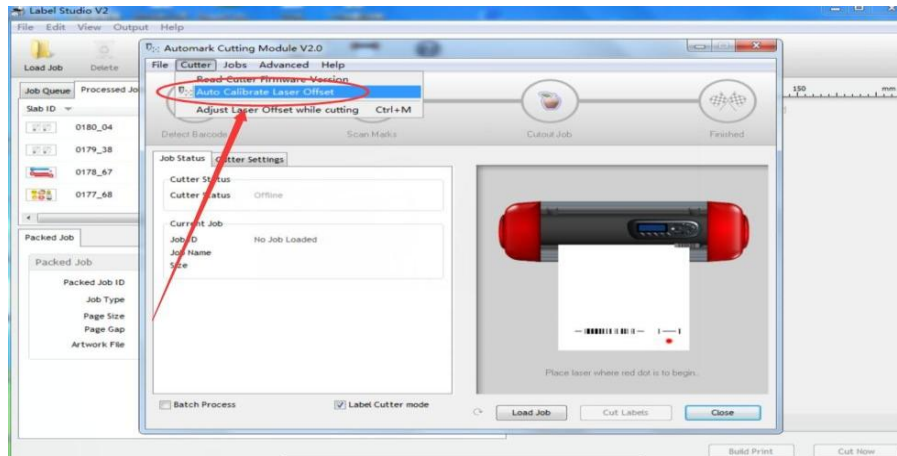 Label Studio V2
File Edit View Output Help
Load Job Delete
Automark Cutting Module V2.0
File Cutter Jobs Advanced Help
Read Cutter Firmware Version
Auto Calibrate Laser Offset
Adjust Laser Offset while cutting Ctrl+M
Detect Barcode Scan Marks Cutout Job Finished
Job Queue Processed Jo
Slab ID
0180_04
0179_38
0178_67
0177_68
150 mm
Job Status Cutter Settings
Cutter Status
Cutter Status Offline
Current Job
Job ID No Job Loaded
Job Name
Size
Packed Job
Packed Job
Packed Job ID
Job Type
Page Size
Page Gap
Artwork File
Place laser where red dot is to begin.
Batch Process Label Cutter mode
Load Job Cut Labels Close
Build Print Cut Now